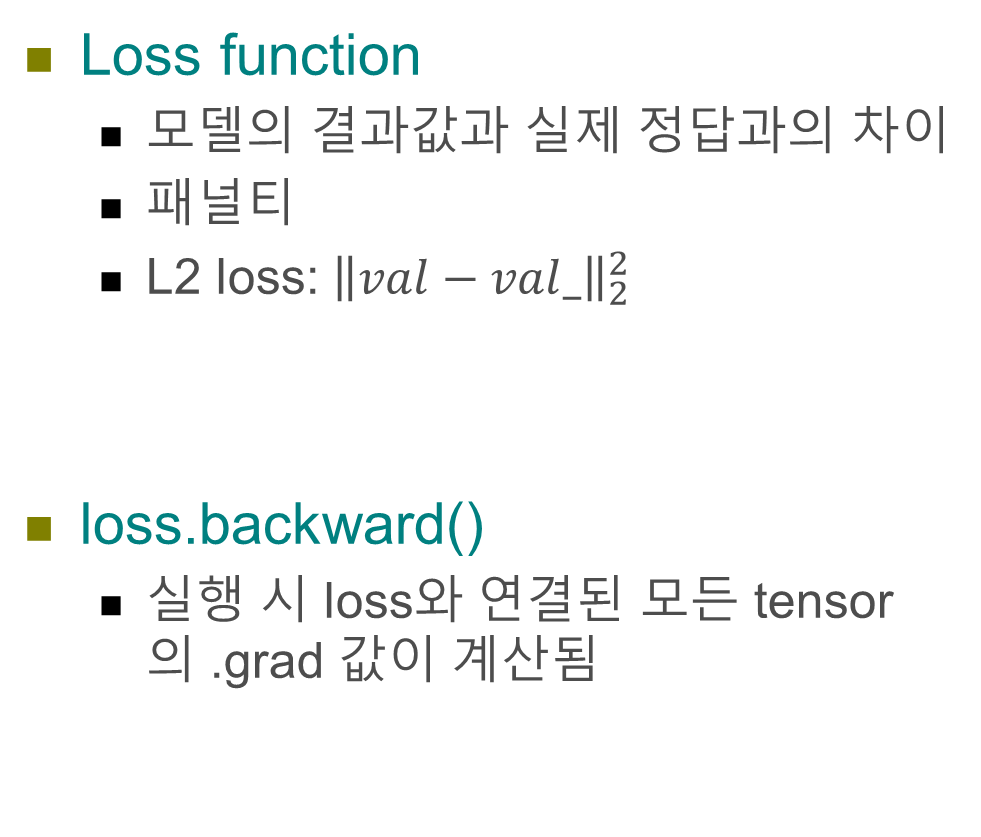 Loss function
모델의 결과값과 실제 정답과의 차이
패널티
L2 loss: ‖val − val_‖₂²
loss.backward()
실행 시 loss와 연결된 모든 tensor
의 .grad 값이 계산됨